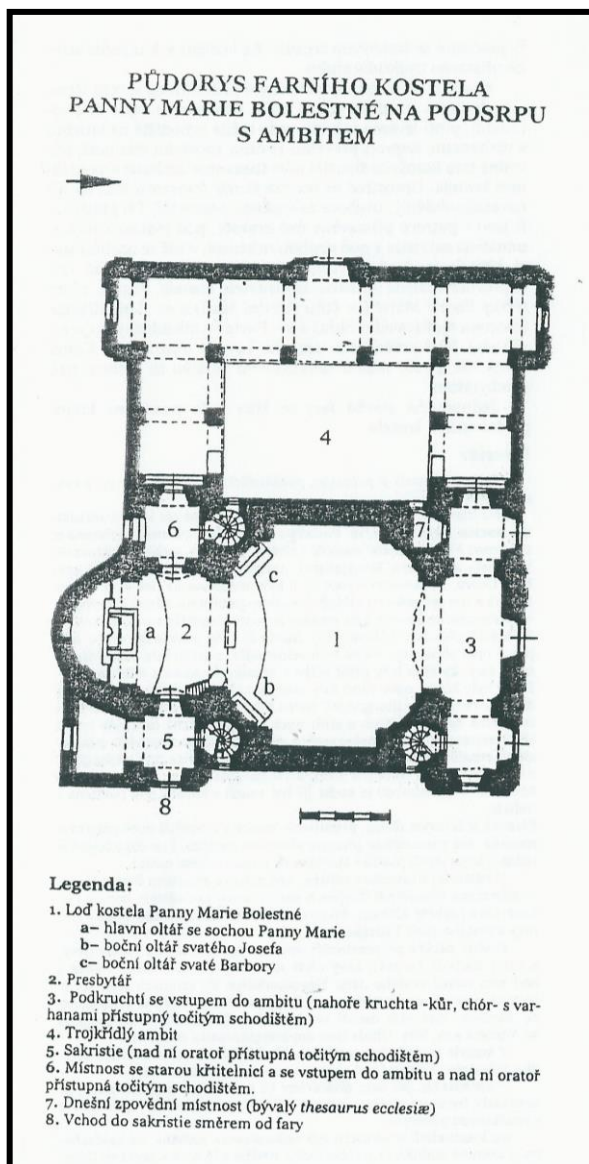 PŮDORYS FARNÍHO KOSTELA
PANNY MARIE BOLESTNÉ NA PODSRPU
S AMBITEM
4
6
7
c
a
2
1
3
b
5
8
Legenda:
1. Loď kostela Panny Marie Bolestné
a– hlavní oltář se sochou Panny Marie
b– boční oltář svatého Josefa
c– boční oltář svaté Barbory
2. Presbytář
3. Podkruchtí se vstupem do ambitu (nahoře kruchta -kůr, chór- s var-
hanami přístupný točitým schodištěm)
4. Trojkřídlý ambit
5. Sakristie (nad ní oratoř přístupná točitým schodištěm)
6. Místnost se starou křtitelnicí a se vstupem do ambitu a nad ní oratoř
přístupná točitým schodištěm.
7. Dnešní zpovědní místnost (bývalý thesaurus ecclesiæ)
8. Vchod do sakristie směrem od fary